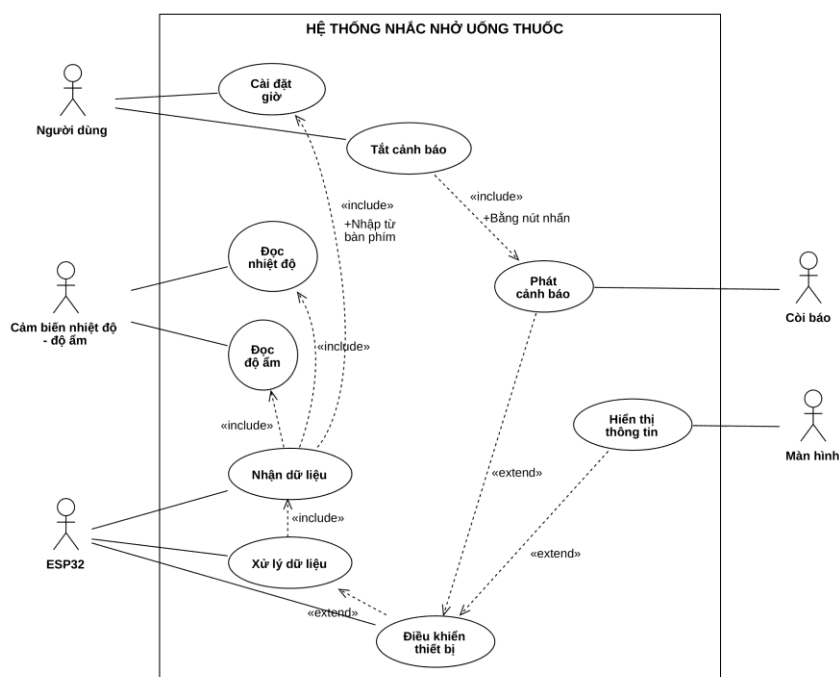 HỆ THỐNG NHẮC NHỞ UỐNG THUỐC
Người dùng
Cài đặt
giờ
Tắt cảnh báo
«include»
+Nhập từ
bàn phím
«include»
+Bằng nút nhấn
Cảm biến nhiệt độ
- độ ẩm
Đọc
nhiệt độ
Phát
cảnh báo
Còi báo
Đọc
độ ẩm
«include»
«include»
Hiển thị
thông tin
Màn hình
Nhận dữ liệu
«extend»
ESP32
«include»
Xử lý dữ liệu
«extend»
«extend»
Điều khiển
thiết bị